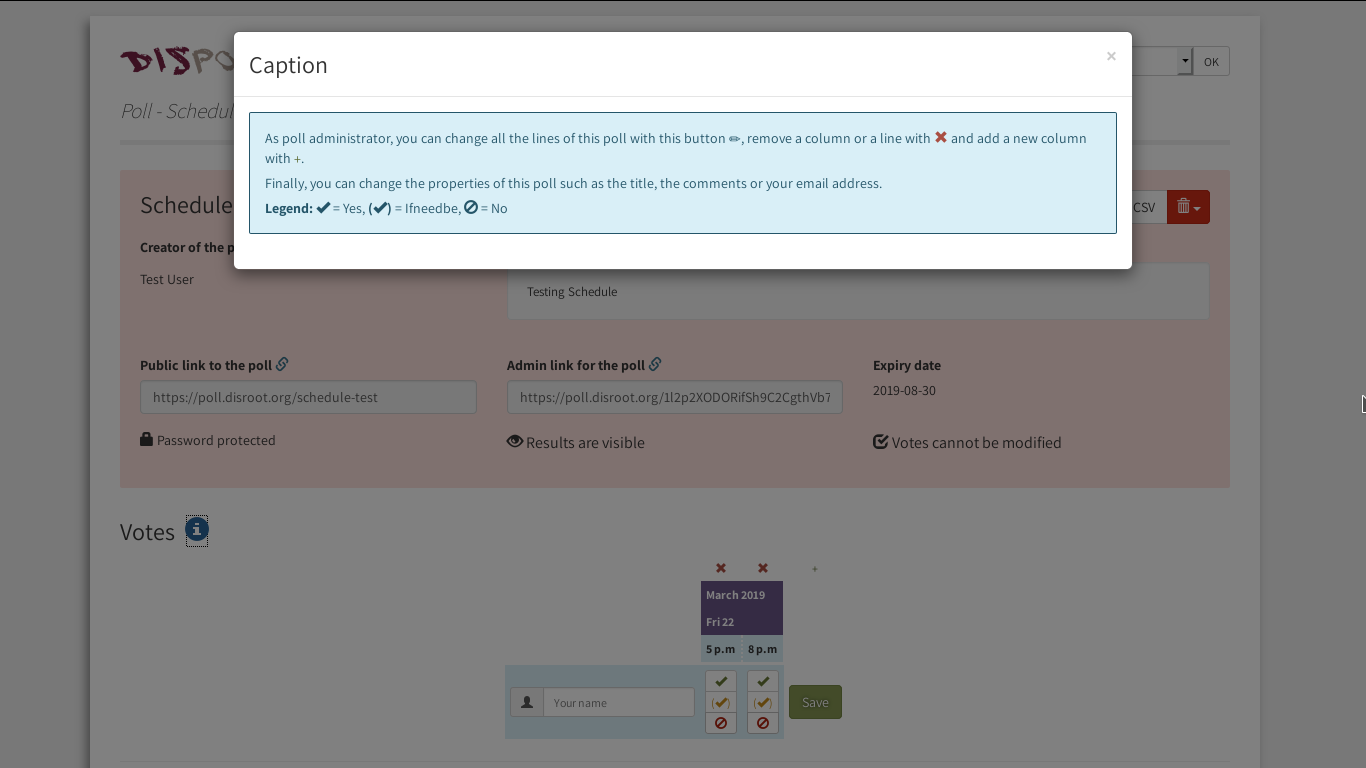 Caption
×
As poll administrator, you can change all the lines of this poll with this button ✏, remove a column or a line with ✖ and add a new column
with +.
Finally, you can change the properties of this poll such as the title, the comments or your email address.
Legend: ✔ = Yes, (✔) = Ifneedbe, 🚫 = No
DISPO
OK
Poll - Schedul
Schedule
CSV
Creator of the p
Test User
Testing Schedule
Public link to the poll
Admin link for the poll
Expiry date
https://poll.disroot.org/schedule-test
https://poll.disroot.org/1l2p2XODORifSh9C2CgthVb7
2019-08-30
Password protected
Results are visible
Votes cannot be modified
Votes
+
March 2019
Fri 22
5 p.m
8 p.m
Your name
Save